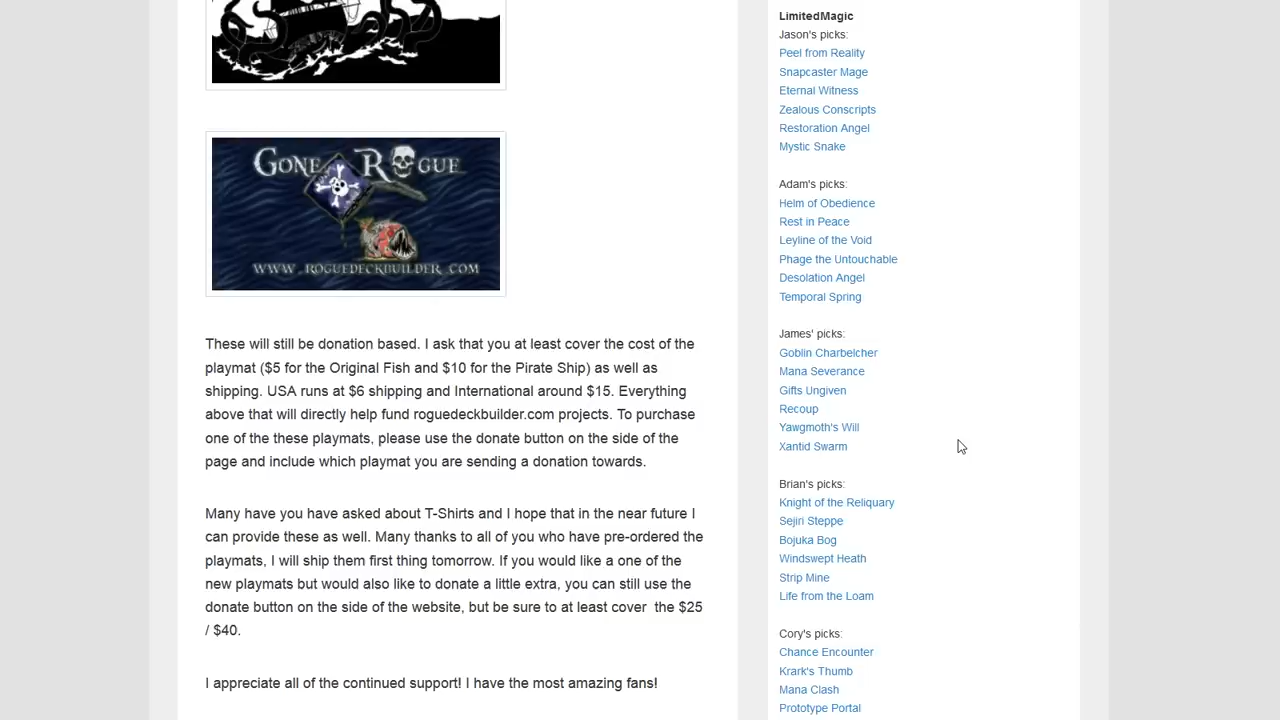 GONE ROGUE
WWW.ROGUEDECKBUILDER.COM
These will still be donation based. I ask that you at least cover the cost of the
playmat ($5 for the Original Fish and $10 for the Pirate Ship) as well as
shipping. USA runs at $6 shipping and International around $15. Everything
above that will directly help fund roguedeckbuilder.com projects. To purchase
one of the these playmats, please use the donate button on the side of the
page and include which playmat you are sending a donation towards.
Many have you have asked about T-Shirts and I hope that in the near future I
can provide these as well. Many thanks to all of you who have pre-ordered the
playmats, I will ship them first thing tomorrow. If you would like a one of the
new playmats but would also like to donate a little extra, you can still use the
donate button on the side of the website, but be sure to at least cover  the $25
/ $40.
I appreciate all of the continued support! I have the most amazing fans!
LimitedMagic
Jason's picks:
Peel from Reality
Snapcaster Mage
Eternal Witness
Zealous Conscripts
Restoration Angel
Mystic Snake
Adam's picks:
Helm of Obedience
Rest in Peace
Leyline of the Void
Phage the Untouchable
Desolation Angel
Temporal Spring
James' picks:
Goblin Charbelcher
Mana Severance
Gifts Ungiven
Recoup
Yawgmoth's Will
Xantid Swarm
Brian's picks:
Knight of the Reliquary
Sejiri Steppe
Bojuka Bog
Windswept Heath
Strip Mine
Life from the Loam
Cory's picks:
Chance Encounter
Krark's Thumb
Mana Clash
Prototype Portal